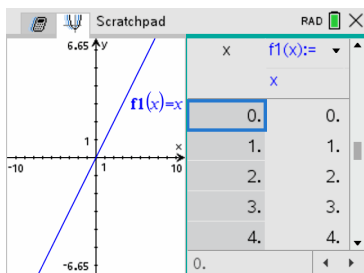 Scratchpad RAD
6.65 y
f1(x)=x
1
x
-10 1 10
-6.65
x f1(x):=
x
0. 0.
1. 1.
2. 2.
3. 3.
4. 4.
0.